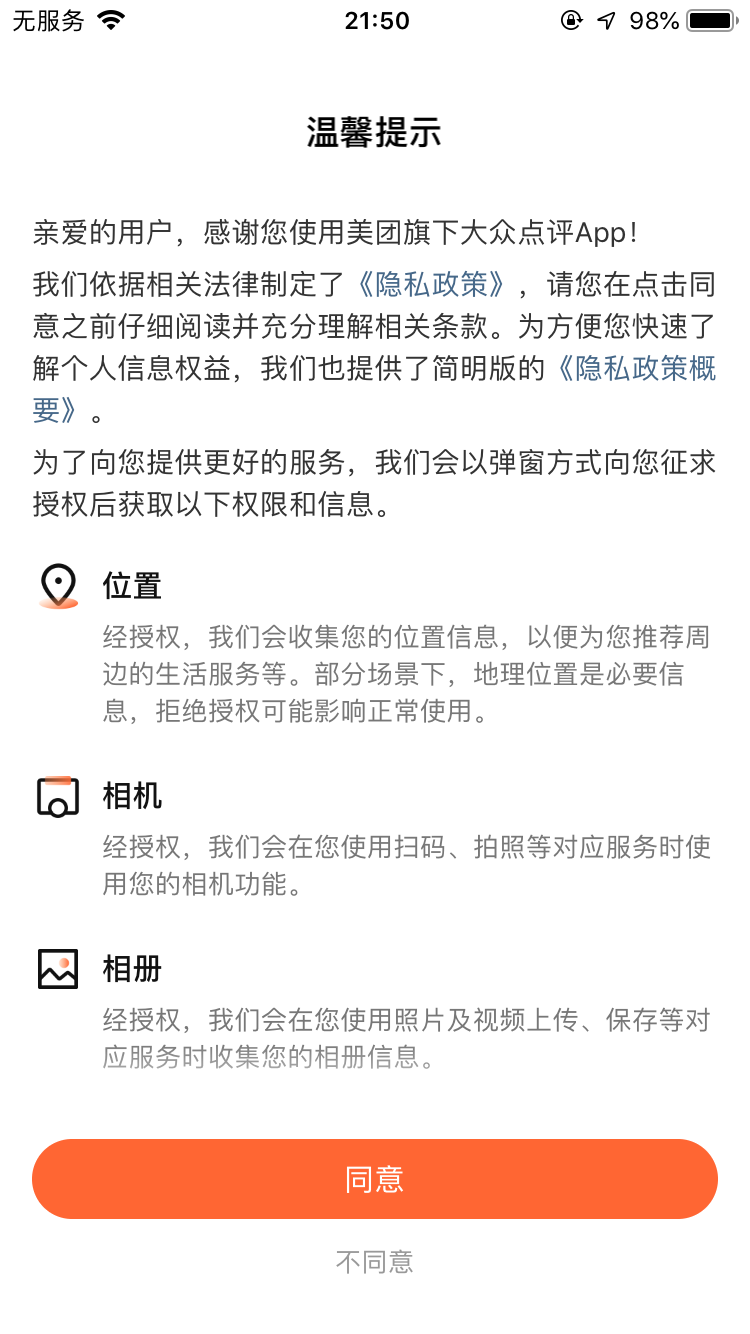 无服务
21:50
98%
温馨提示
亲爱的用户，感谢您使用美团旗下大众点评App！
我们依据相关法律制定了《隐私政策》，请您在点击同
意之前仔细阅读并充分理解相关条款。为方便您快速了
解个人信息权益，我们也提供了简明版的《隐私政策概
要》。
为了向您提供更好的服务，我们会以弹窗方式向您征求
授权后获取以下权限和信息。
位置
经授权，我们会收集您的位置信息，以便为您推荐周
边的生活服务等。部分场景下，地理位置是必要信
息，拒绝授权可能影响正常使用。
相机
经授权，我们会在您使用扫码、拍照等对应服务时使
用您的相机功能。
相册
经授权，我们会在您使用照片及视频上传、保存等对
应服务时收集您的相册信息。
同意
不同意